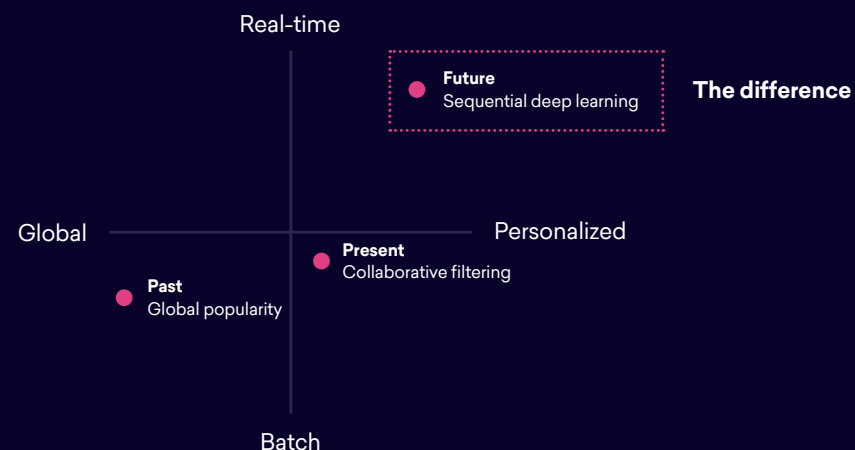 Real-time
Future
Sequential deep learning
The difference
Global
Personalized
Present
Collaborative filtering
Past
Global popularity
Batch